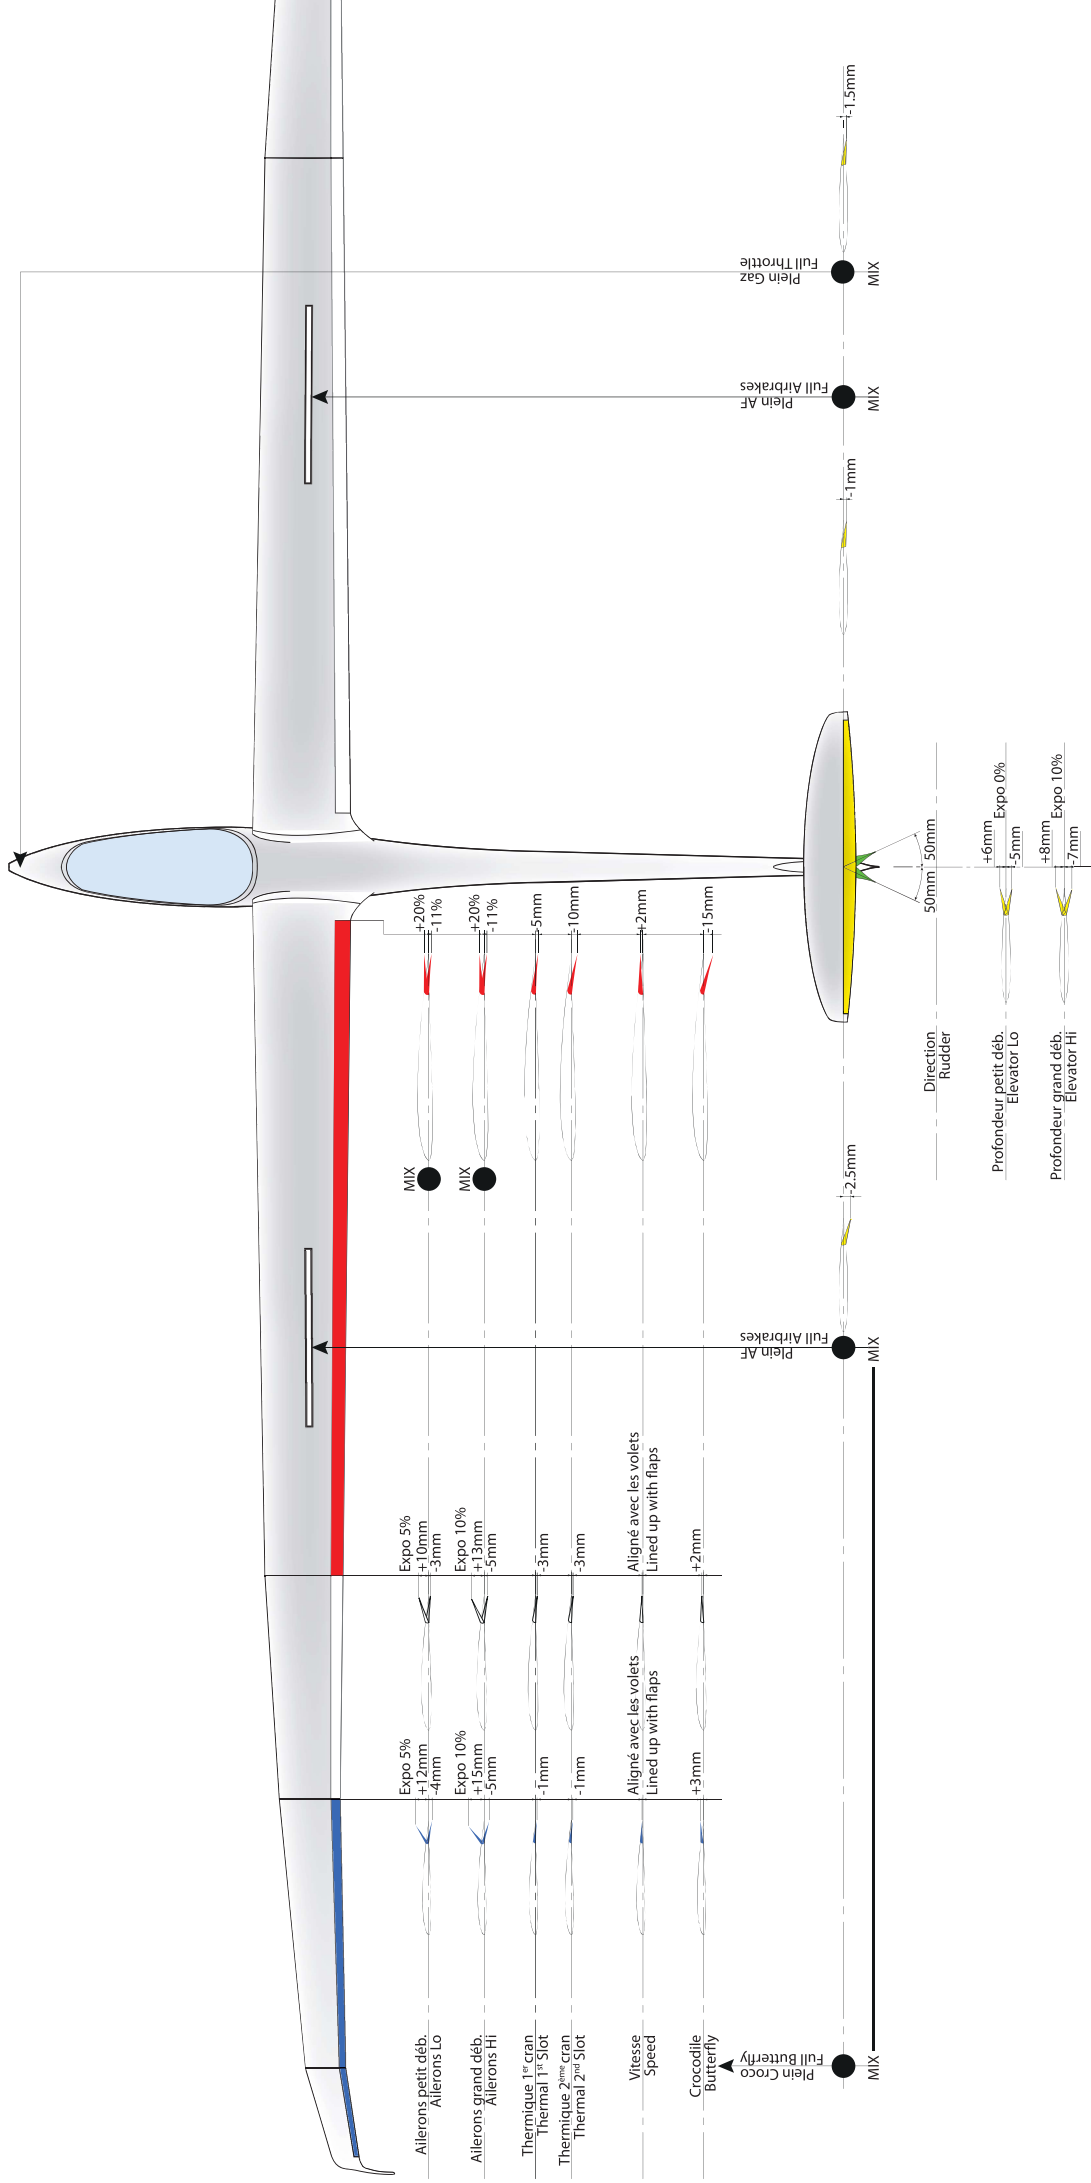 Ailerons petit déb.
Ailerons Lo
Expo 5%
+12mm
-4mm
Expo 5%
+10mm
-3mm
MIX
+20%
-11%
Ailerons grand déb.
Ailerons Hi
Expo 10%
+15mm
-5mm
Expo 10%
+13mm
-5mm
MIX
+20%
-11%
Thermique 1er cran
Thermal 1st Slot
-1mm
-3mm
-5mm
Thermique 2ème cran
Thermal 2nd Slot
-1mm
-3mm
-10mm
Vitesse
Speed
Aligné avec les volets
Lined up with flaps
Aligné avec les volets
Lined up with flaps
+2mm
Crocodile
Butterfly
+3mm
+2mm
-15mm
Plein Croco
Full Butterfly
MIX
Plein AF
Full Airbrakes
MIX
-2.5mm
-1mm
Plein AF
Full Airbrakes
MIX
Plein Gaz
Full Throttle
MIX
-1.5mm
Direction
Rudder
50mm
50mm
Profondeur petit déb.
Elevator Lo
+6mm
-5mm
Expo 0%
Profondeur grand déb.
Elevator Hi
+8mm
-7mm
Expo 10%